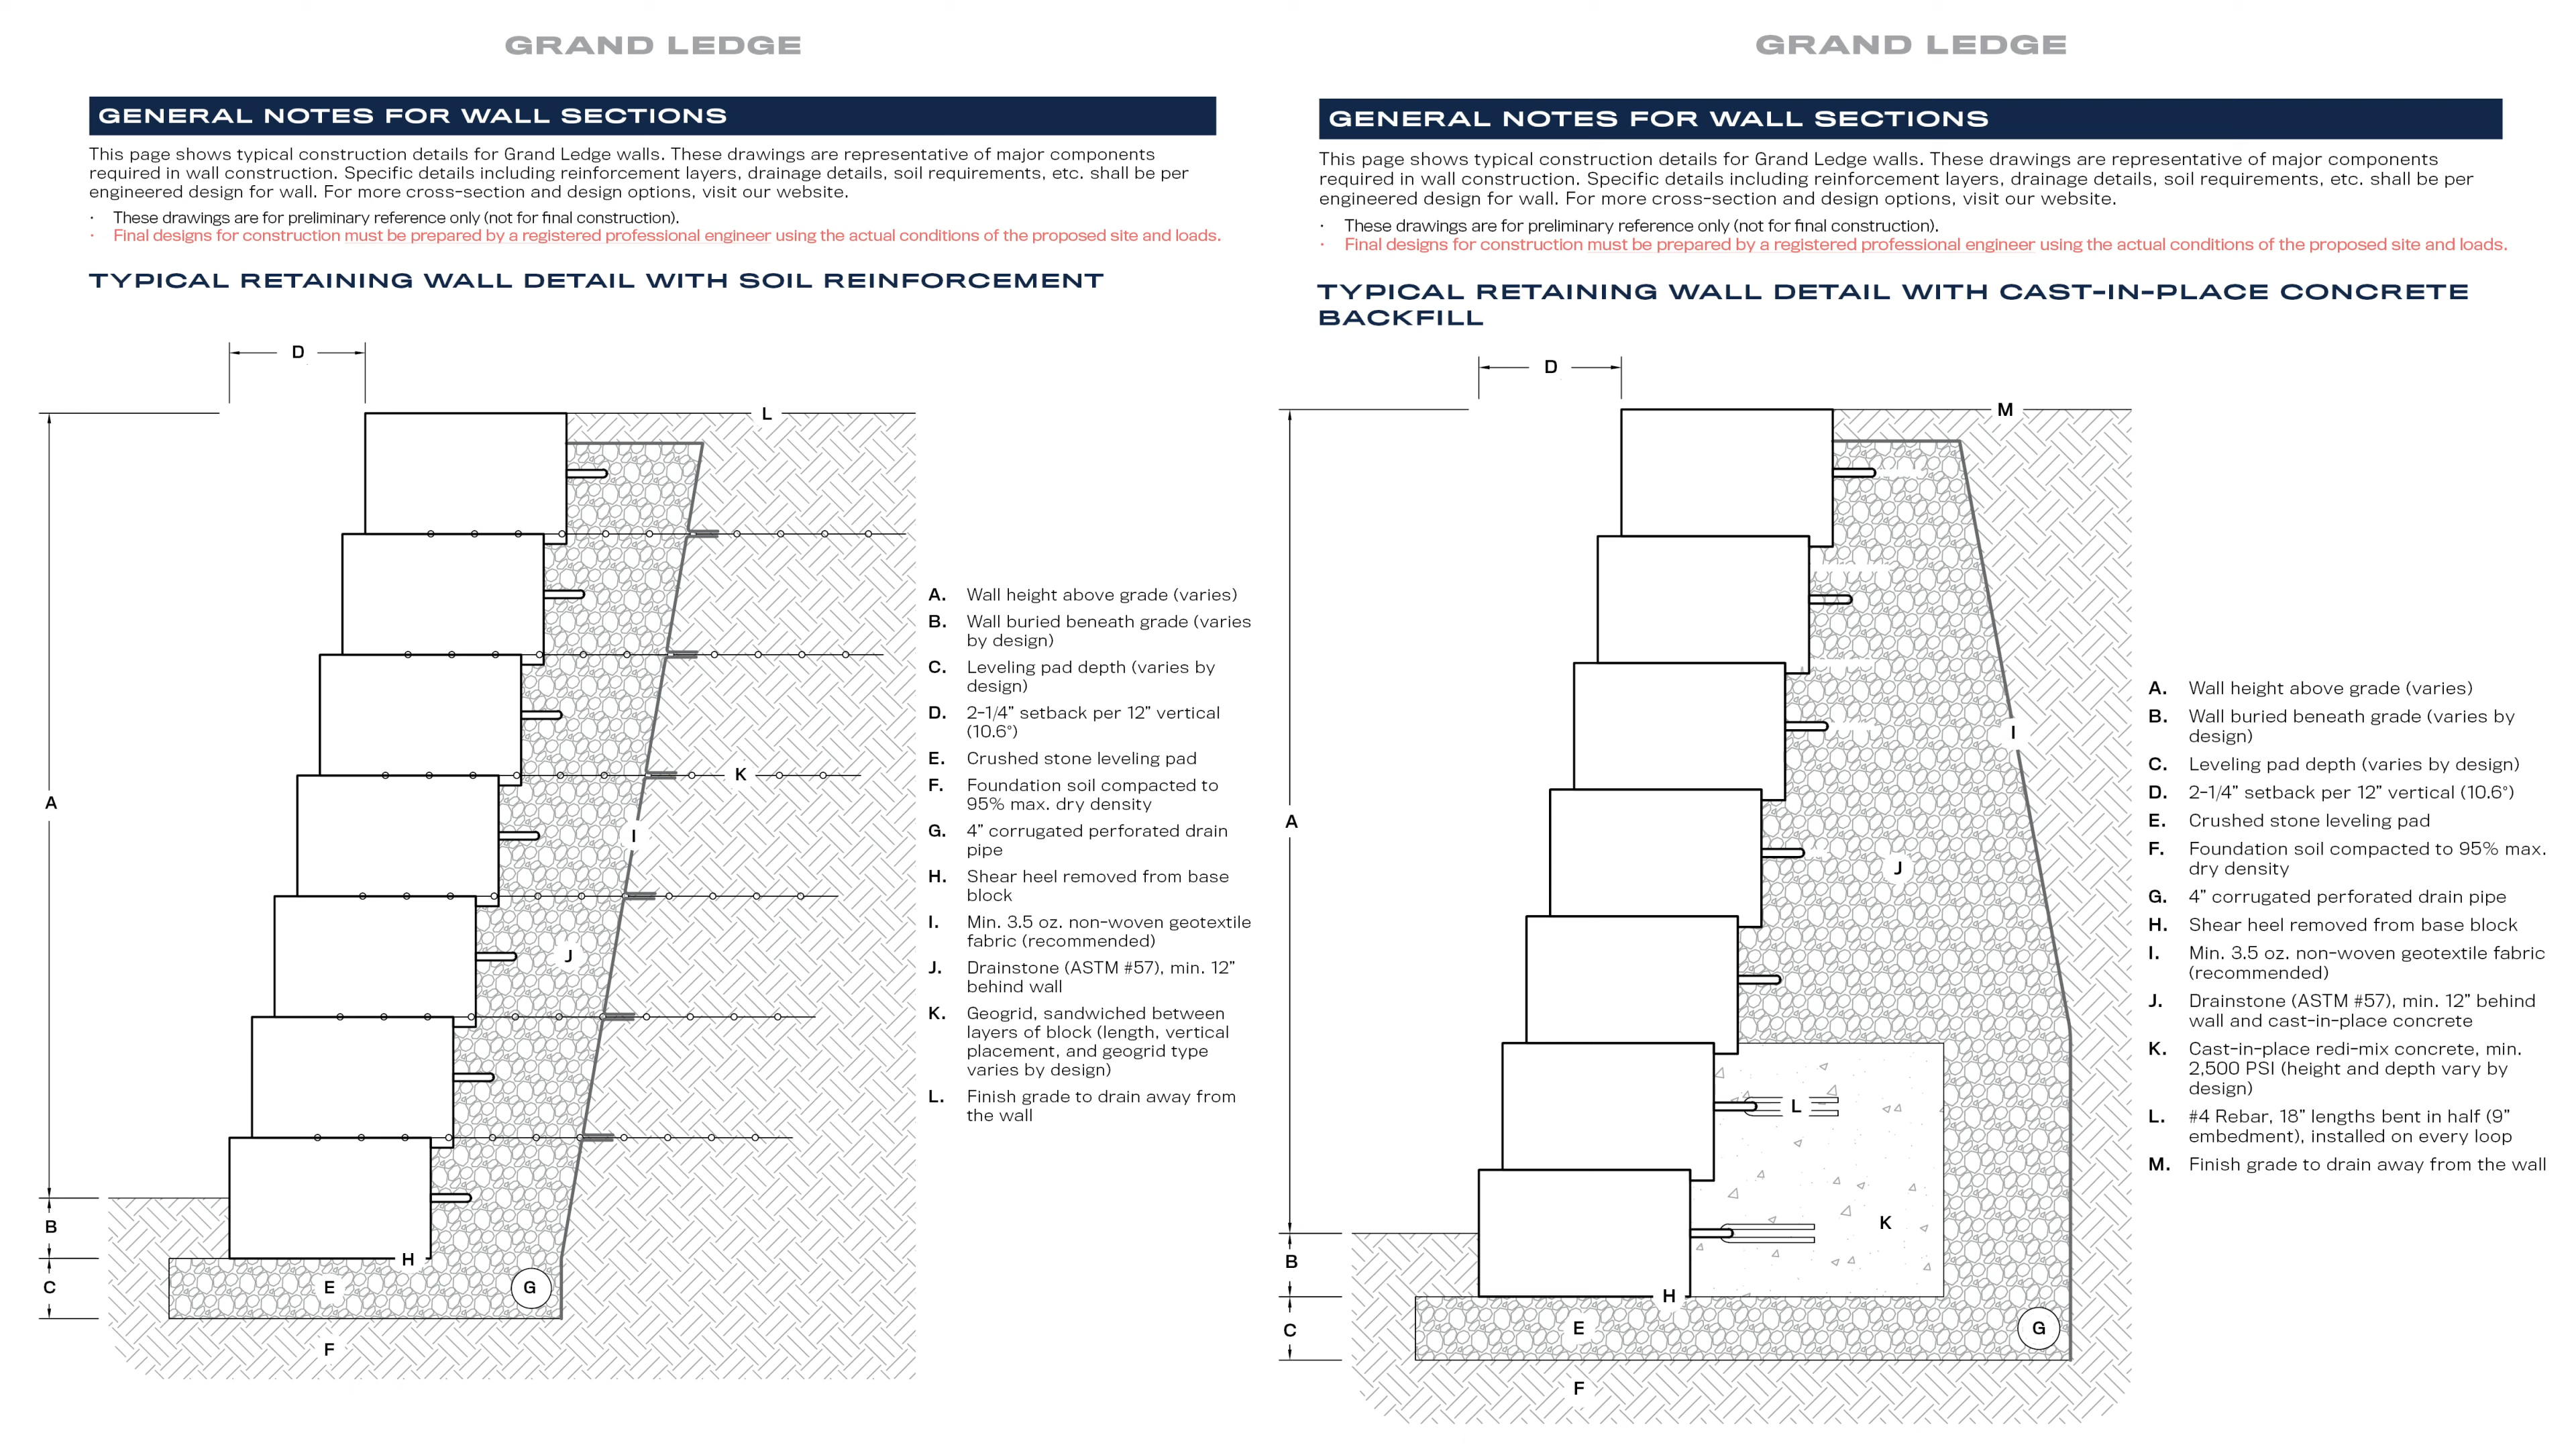 GRAND LEDGE
GENERAL NOTES FOR WALL SECTIONS
This page shows typical construction details for Grand Ledge walls. These drawings are representative of major components
required in wall construction. Specific details including reinforcement layers, drainage details, soil requirements, etc. shall be per
engineered design for wall. For more cross-section and design options, visit our website.
· These drawings are for preliminary reference only (not for final construction).
· Final designs for construction must be prepared by a registered professional engineer using the actual conditions of the proposed site and loads.
TYPICAL RETAINING WALL DETAIL WITH SOIL REINFORCEMENT
D
L
K
A
I
J
B
H
C
E
G
F
A. Wall height above grade (varies)
B. Wall buried beneath grade (varies
by design)
C. Leveling pad depth (varies by
design)
D. 2-1/4" setback per 12" vertical
(10.6°)
E. Crushed stone leveling pad
F. Foundation soil compacted to
95% max. dry density
G. 4" corrugated perforated drain
pipe
H. Shear heel removed from base
block
I. Min. 3.5 oz. non-woven geotextile
fabric (recommended)
J. Drainstone (ASTM #57), min. 12"
behind wall
K. Geogrid, sandwiched between
layers of block (length, vertical
placement, and geogrid type
varies by design)
L. Finish grade to drain away from
the wall
GRAND LEDGE
GENERAL NOTES FOR WALL SECTIONS
This page shows typical construction details for Grand Ledge walls. These drawings are representative of major components
required in wall construction. Specific details including reinforcement layers, drainage details, soil requirements, etc. shall be per
engineered design for wall. For more cross-section and design options, visit our website.
· These drawings are for preliminary reference only (not for final construction).
· Final designs for construction must be prepared by a registered professional engineer using the actual conditions of the proposed site and loads.
TYPICAL RETAINING WALL DETAIL WITH CAST-IN-PLACE CONCRETE
BACKFILL
D
M
I
A
J
L
K
B
H
C
E
G
F
A. Wall height above grade (varies)
B. Wall buried beneath grade (varies by
design)
C. Leveling pad depth (varies by design)
D. 2-1/4" setback per 12" vertical (10.6°)
E. Crushed stone leveling pad
F. Foundation soil compacted to 95% max.
dry density
G. 4" corrugated perforated drain pipe
H. Shear heel removed from base block
I. Min. 3.5 oz. non-woven geotextile fabric
(recommended)
J. Drainstone (ASTM #57), min. 12" behind
wall and cast-in-place concrete
K. Cast-in-place redi-mix concrete, min.
2,500 PSI (height and depth vary by
design)
L. #4 Rebar, 18" lengths bent in half (9"
embedment), installed on every loop
M. Finish grade to drain away from the wall